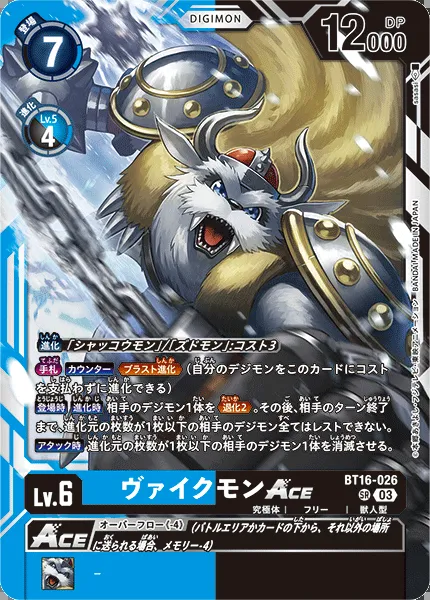 登場
7
DIGIMON
12000 DP
進化
Lv.5
4
BANDAI MADE IN JAPAN
進化 「シャッコウモン」/「ズドモン」:コスト3
手札 カウンター ブラスト進化 (自分のデジモンをこのカードにコスト
を支払わずに進化できる)
登場時 進化時 相手のデジモン1体を 退化2 。その後、相手のターン終了
まで、進化元の枚数が1枚以下の相手のデジモン全てはレストできない。
アタック時 進化元の枚数が1枚以下の相手のデジモン1体を消滅させる。
BT16-026
Lv.6
ヴァイクモン ACE
SR 03
究極体 フリー 獣人型
ACE オーバーフロー《-4》 (バトルエリアかカードの下から、それ以外の場所
に送られる場合、メモリー-4)
-